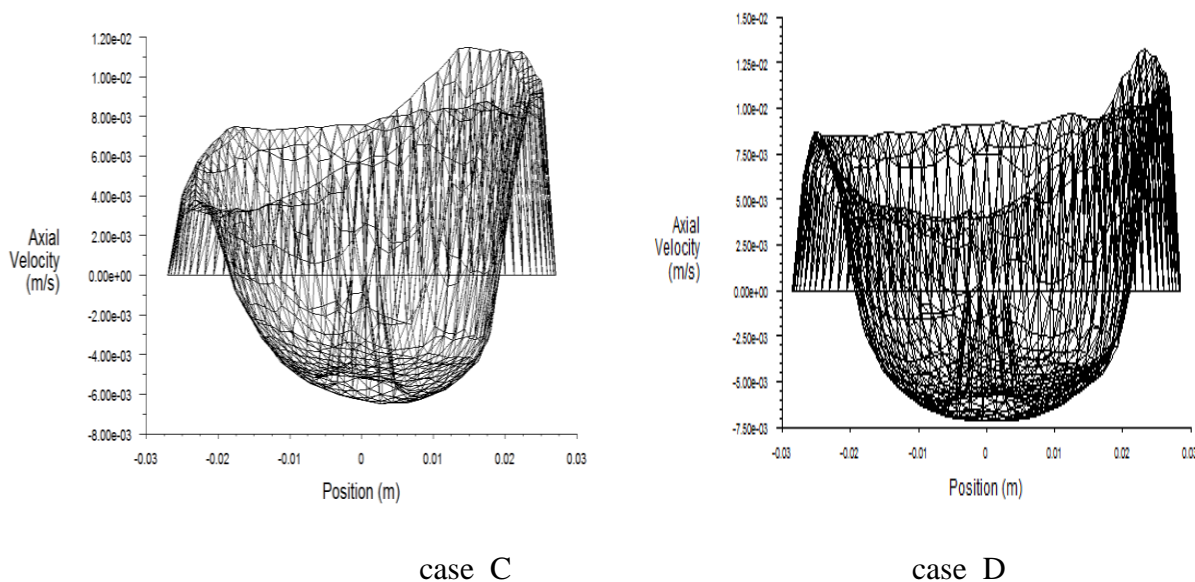 1.20e-02
1.00e-02
8.00e-03
6.00e-03
4.00e-03
2.00e-03
0.00e+00
-2.00e-03
-4.00e-03
-6.00e-03
-8.00e-03
Axial
Velocity
(m/s)
-0.03 -0.02 -0.01 0 0.01 0.02 0.03
Position (m)
1.50e-02
1.25e-02
1.00e-02
7.50e-03
5.00e-03
2.50e-03
0.00e+00
-2.50e-03
-5.00e-03
-7.50e-03
Axial
Velocity
(m/s)
-0.03 -0.02 -0.01 0 0.01 0.02 0.03
Position (m)
case C
case D